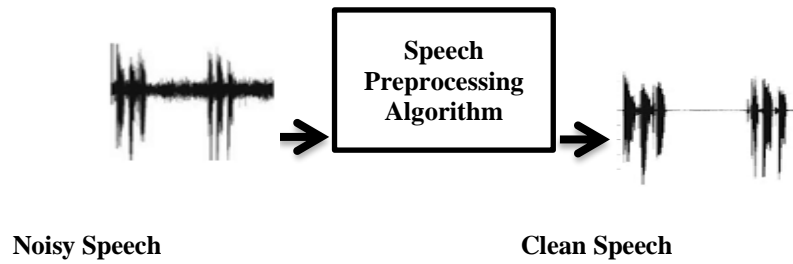 Speech
Preprocessing
Algorithm
Noisy Speech
Clean Speech